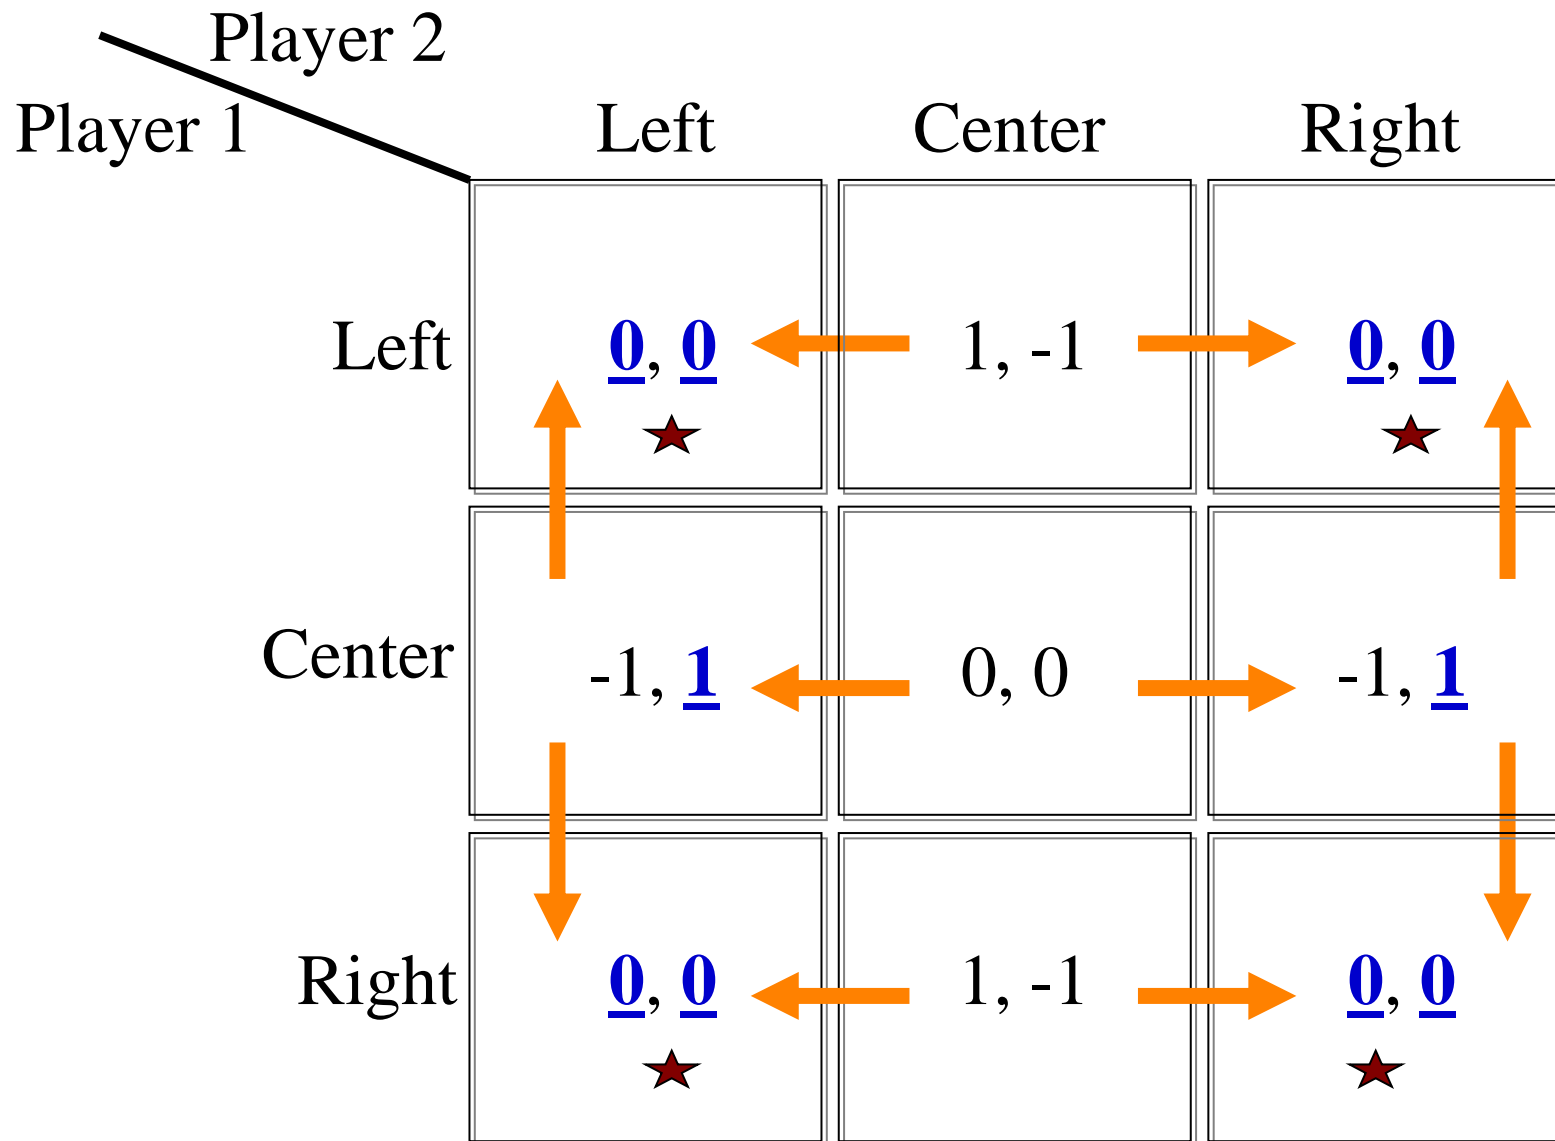 Player 2
Player 1
Left Center Right
Left 0, 0 1, -1 0, 0
Center -1, 1 0, 0 -1, 1
Right 0, 0 1, -1 0, 0